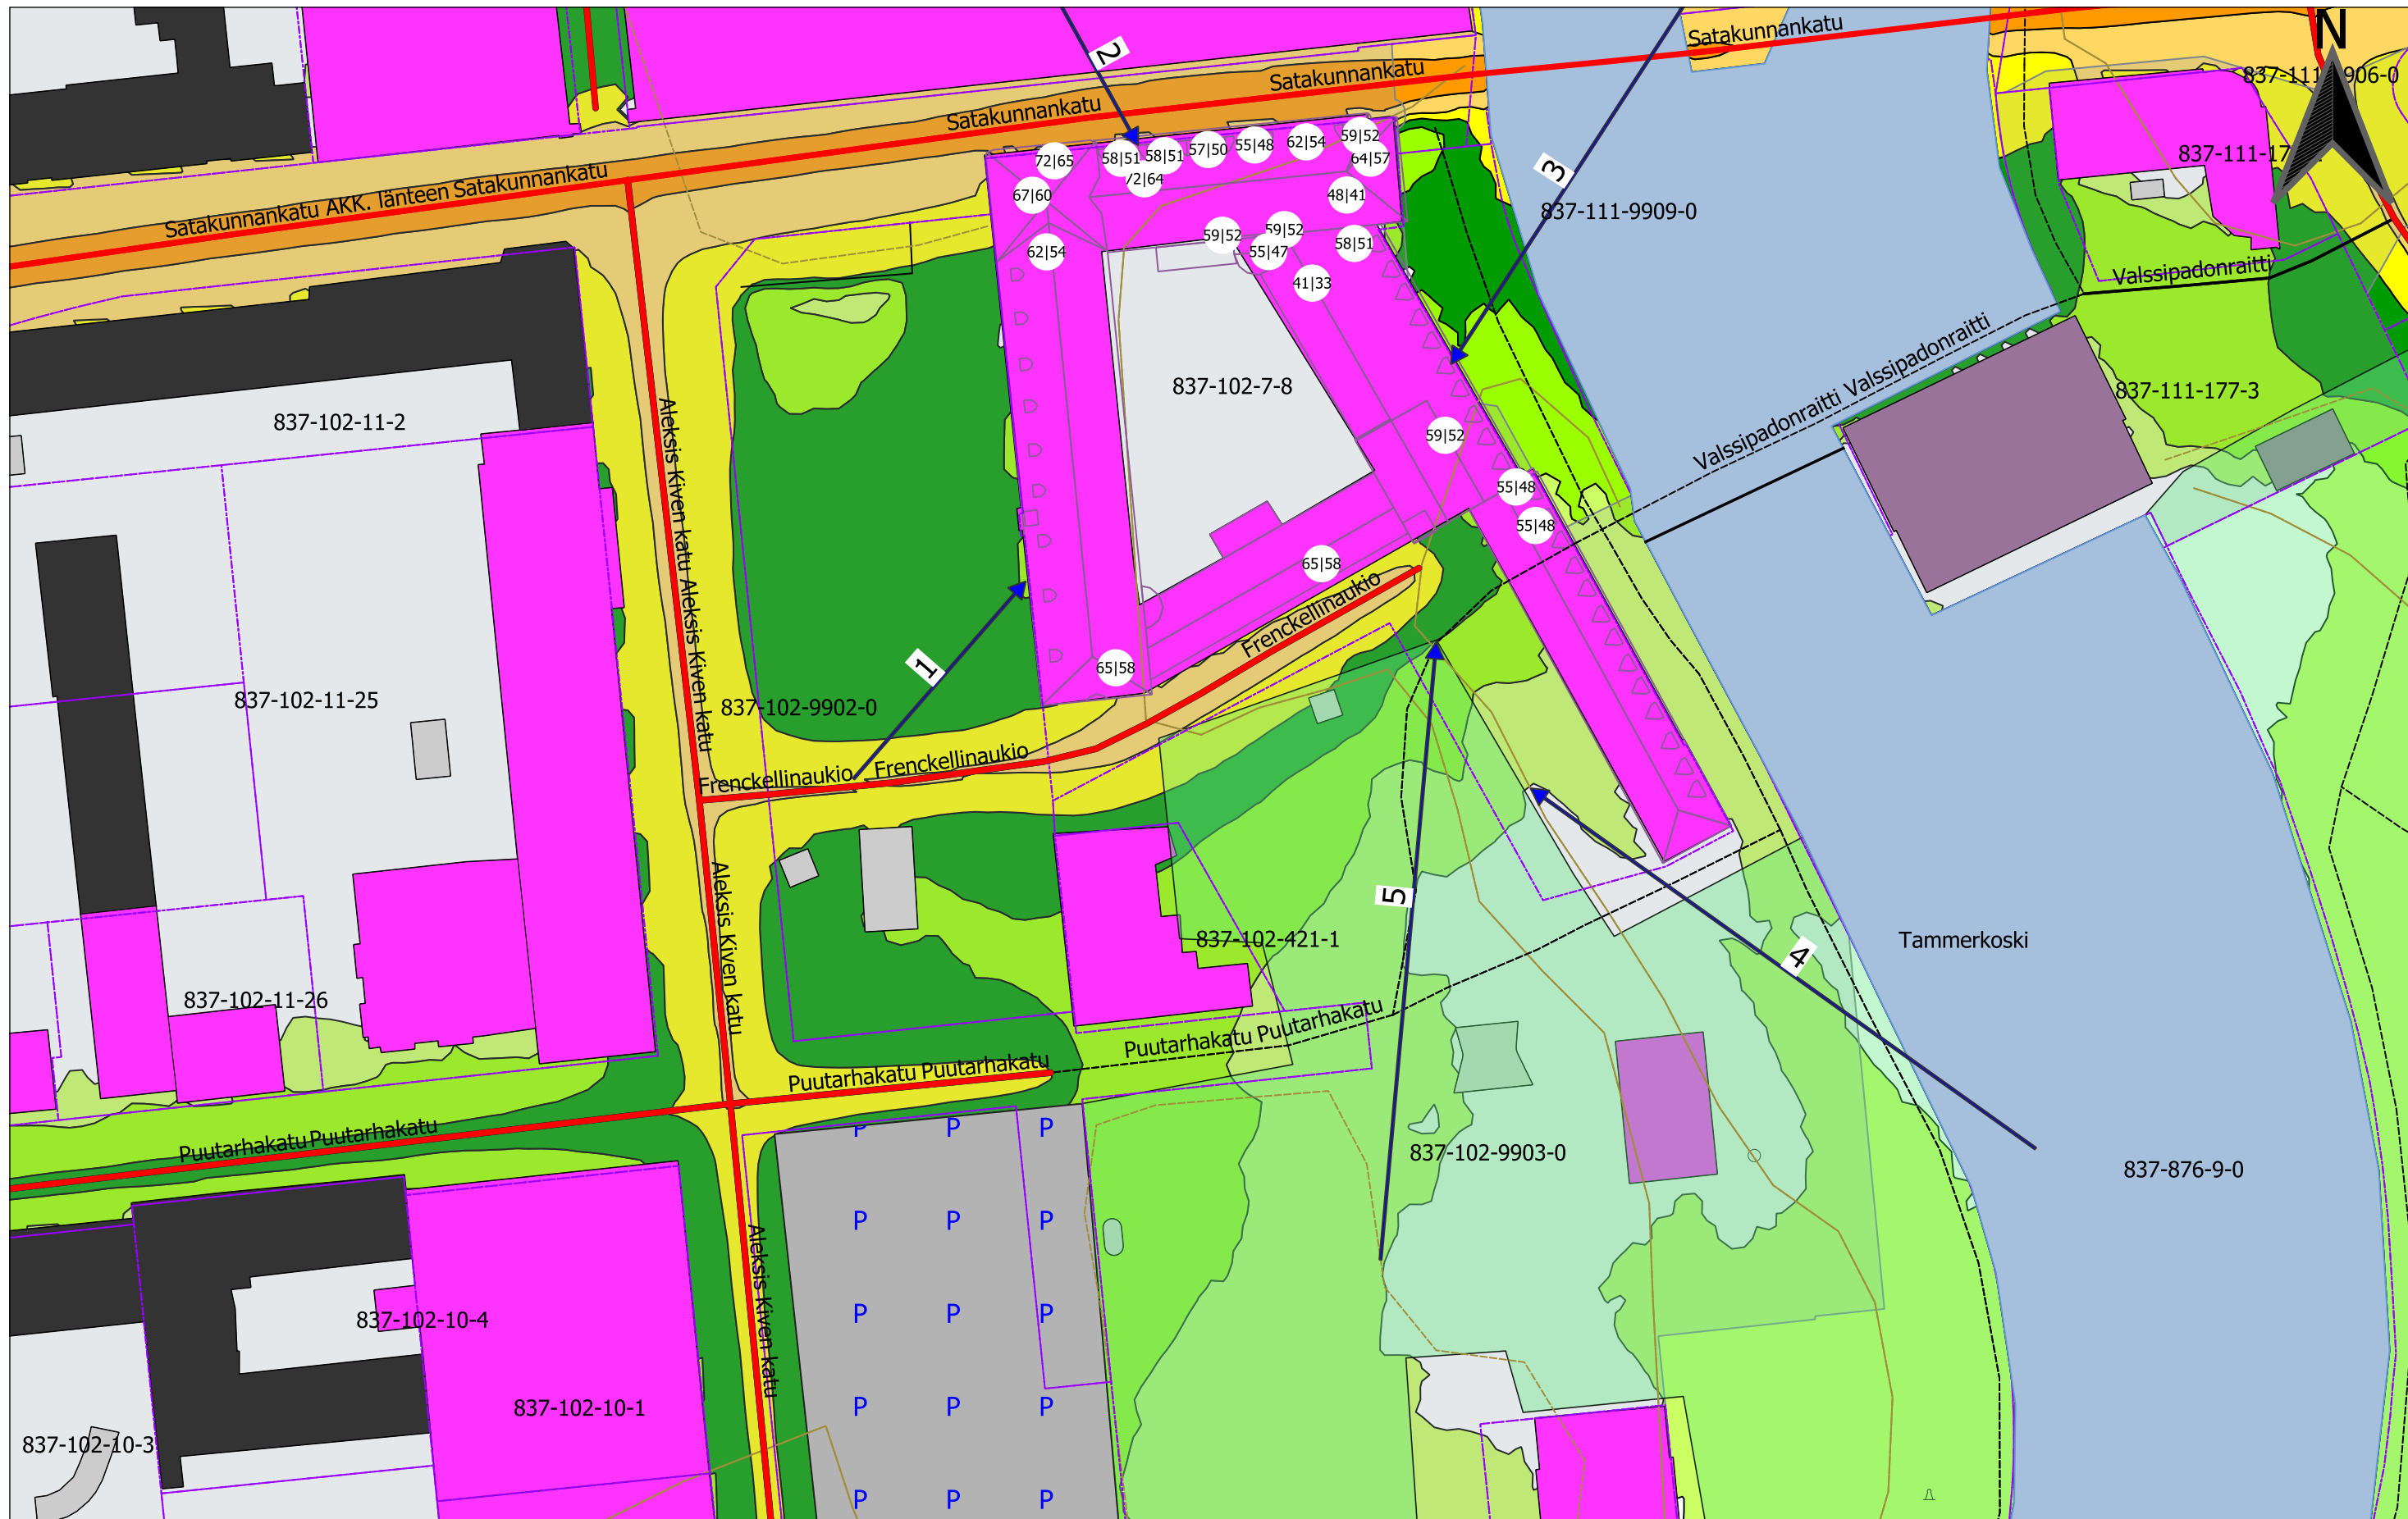 N
Satakunnankatu
Satakunnankatu
Satakunnankatu
Satakunnankatu AKK. länteen Satakunnankatu
2
3
837-111-9909-0
72|65
58|51
58|51
57|50
55|48
62|54
59|52
64|57
72|64
67|60
48|41
62|54
59|52
59|52
55|47
58|51
41|33
Valssipadonraitti
Valssipadonraitti Valssipadonraitti
837-102-7-8
837-111-177-3
837-102-11-2
59|52
55|48
55|48
65|58
65|58
Aleksis Kiven katu Aleksis Kiven katu
837-102-11-25
1
837-102-9902-0
Frenckellinaukio
Frenckellinaukio
Frenckellinaukio
5
4
837-102-421-1
Tammerkoski
Aleksis Kiven katu
837-102-11-26
Puutarhakatu Puutarhakatu
Puutarhakatu Puutarhakatu
Puutarhakatu Puutarhakatu
P P P
837-102-9903-0
837-876-9-0
P P P
Aleksis Kiven katu
837-102-10-4
P P P
837-102-10-1
P P P
837-102-10-3
P P P